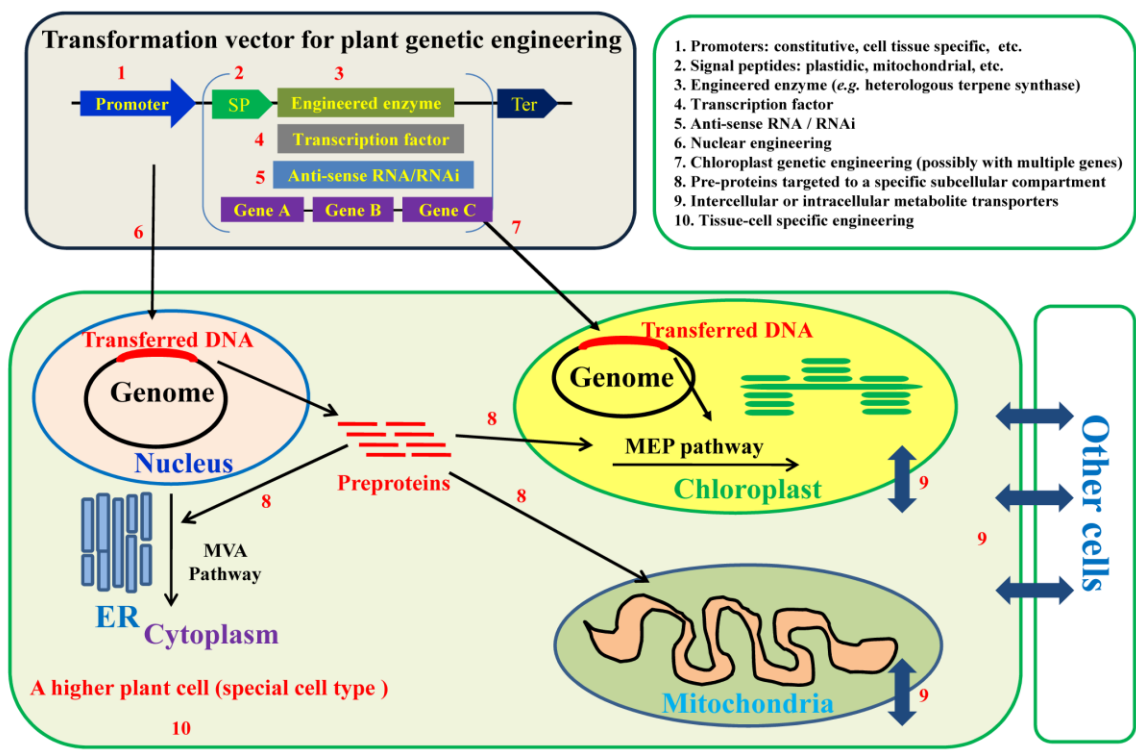 Transformation vector for plant genetic engineering
1
2
3
Promoter
SP
Engineered enzyme
Ter
4
Transcription factor
5
Anti-sense RNA/RNAi
Gene A
Gene B
Gene C
6
7
1. Promoters: constitutive, cell tissue specific, etc.
2. Signal peptides: plastidic, mitochondrial, etc.
3. Engineered enzyme (e.g. heterologous terpene synthase)
4. Transcription factor
5. Anti-sense RNA / RNAi
6. Nuclear engineering
7. Chloroplast genetic engineering (possibly with multiple genes)
8. Pre-proteins targeted to a specific subcellular compartment
9. Intercellular or intracellular metabolite transporters
10. Tissue-cell specific engineering
Transferred DNA
Genome
Nucleus
Transferred DNA
Genome
MEP pathway
Chloroplast
9
8
Preproteins
8
8
MVA
Pathway
ER
Cytoplasm
Mitochondria
9
9
Other cells
A higher plant cell (special cell type )
10